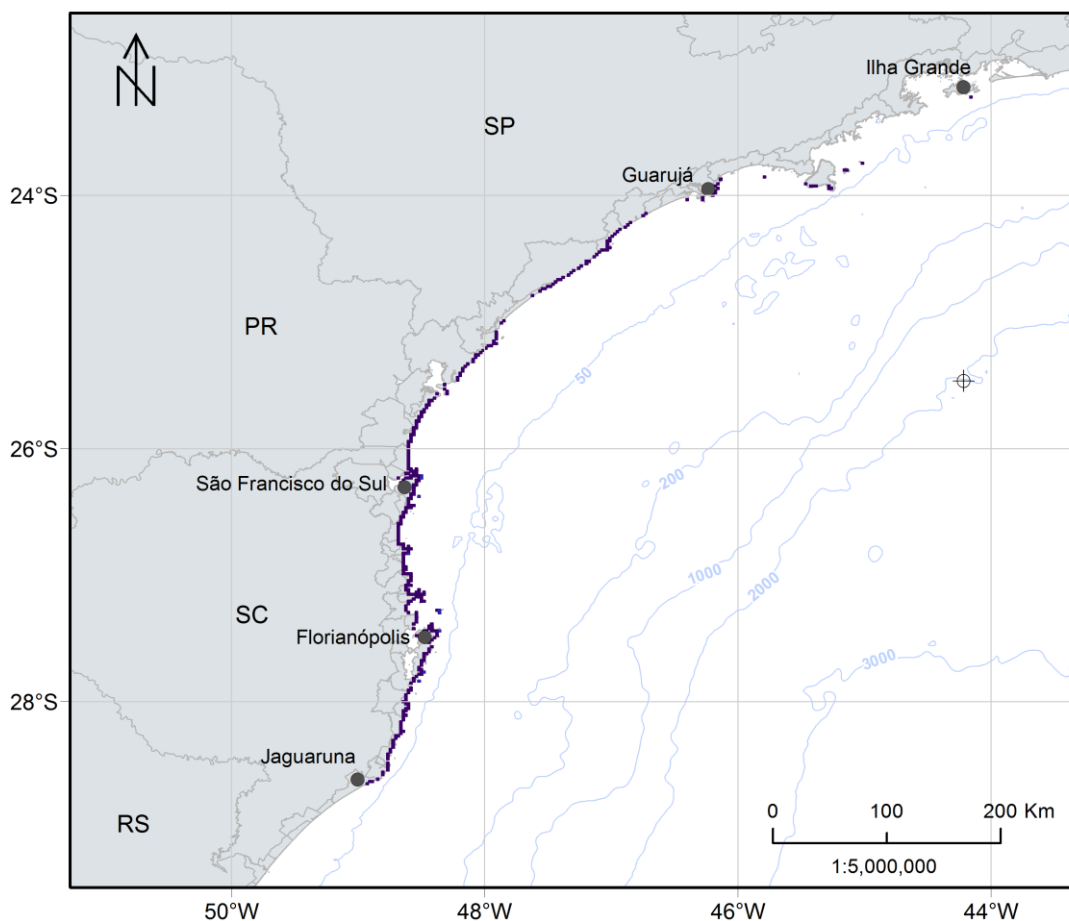 N
Ilha Grande
SP
Guarujá
24°S
PR
50
26°S
São Francisco do Sul
200
1000
2000
SC
Florianópolis
3000
28°S
Jaguaruna
RS
0 100 200 Km
1:5,000,000
50°W 48°W 46°W 44°W